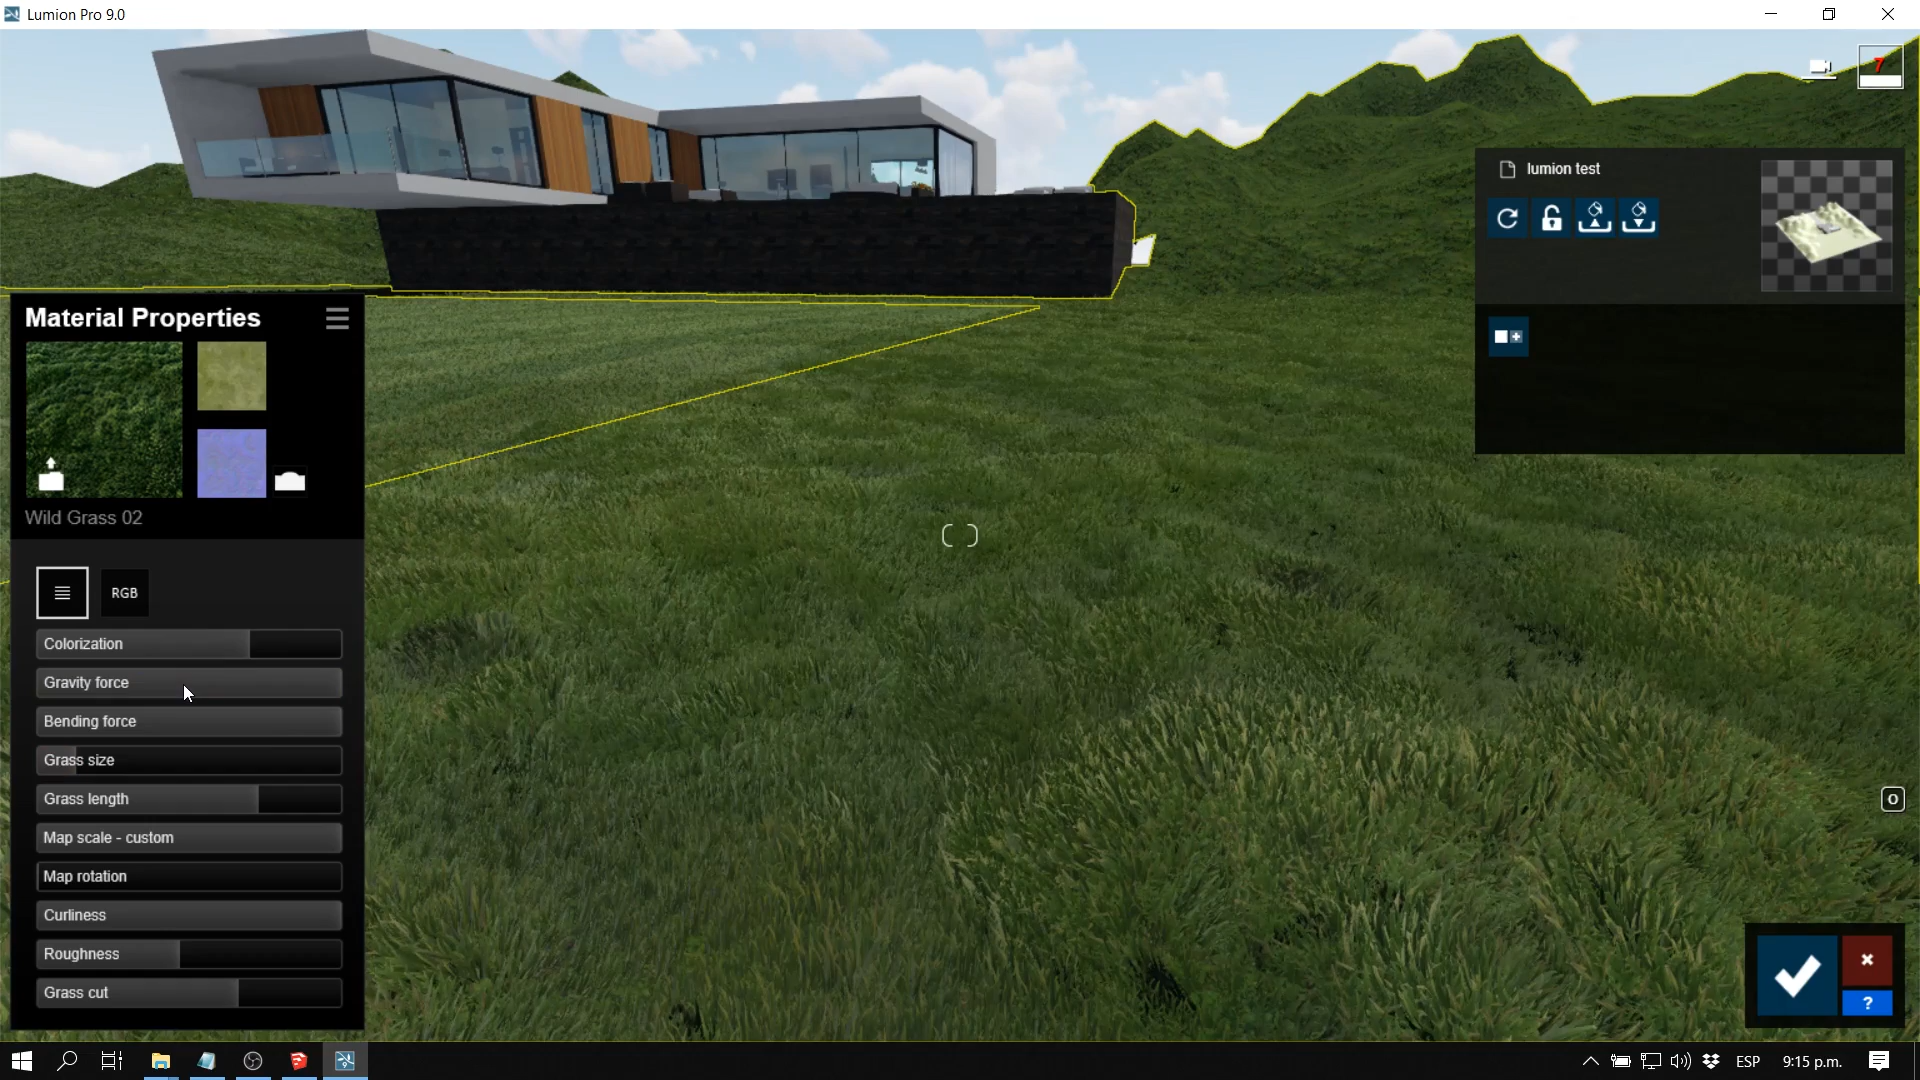 Lumion Pro 9.0
7
lumion test
Material Properties
Wild Grass 02
RGB
Colorization
Gravity force
Bending force
Grass size
Grass length
Map scale - custom
Map rotation
Curliness
Roughness
Grass cut
O
?
ESP
9:15 p.m.